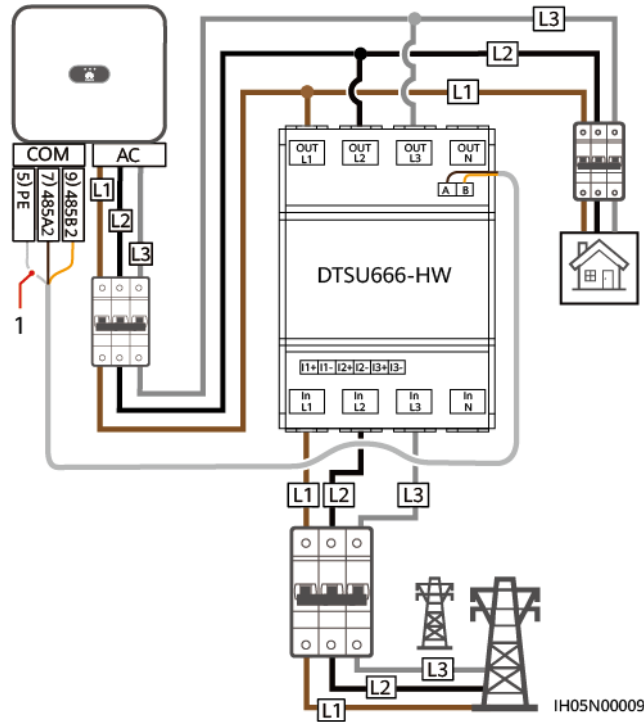 L3
L2
L1
COM
AC
5) PE
7) 485A2
9) 485B2
L1
L2
L3
1
OUT
L1
OUT
L2
OUT
L3
OUT
N
A B
DTSU666-HW
I1+ I1- I2+ I2- I3+ I3-
In
L1
In
L2
In
L3
In
N
L1 L2 L3
L3
L2
L1
IH05N00009